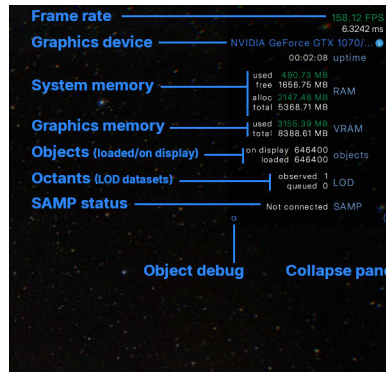 Frame rate
158.12 FPS
6.3242 ms
Graphics device
NVIDIA GeForce GTX 1070/...
00:02:08 uptime
System memory
used 490.73 MB
free 1656.75 MB
RAM
alloc 2147.48 MB
total 5368.71 MB
Graphics memory
used 3155.39 MB
total 8388.61 MB
VRAM
Objects (loaded/on display)
on display 646400
loaded 646400
objects
Octants (LOD datasets)
observed 1
queued 0
LOD
SAMP status
Not connected SAMP
Object debug
Collapse pane